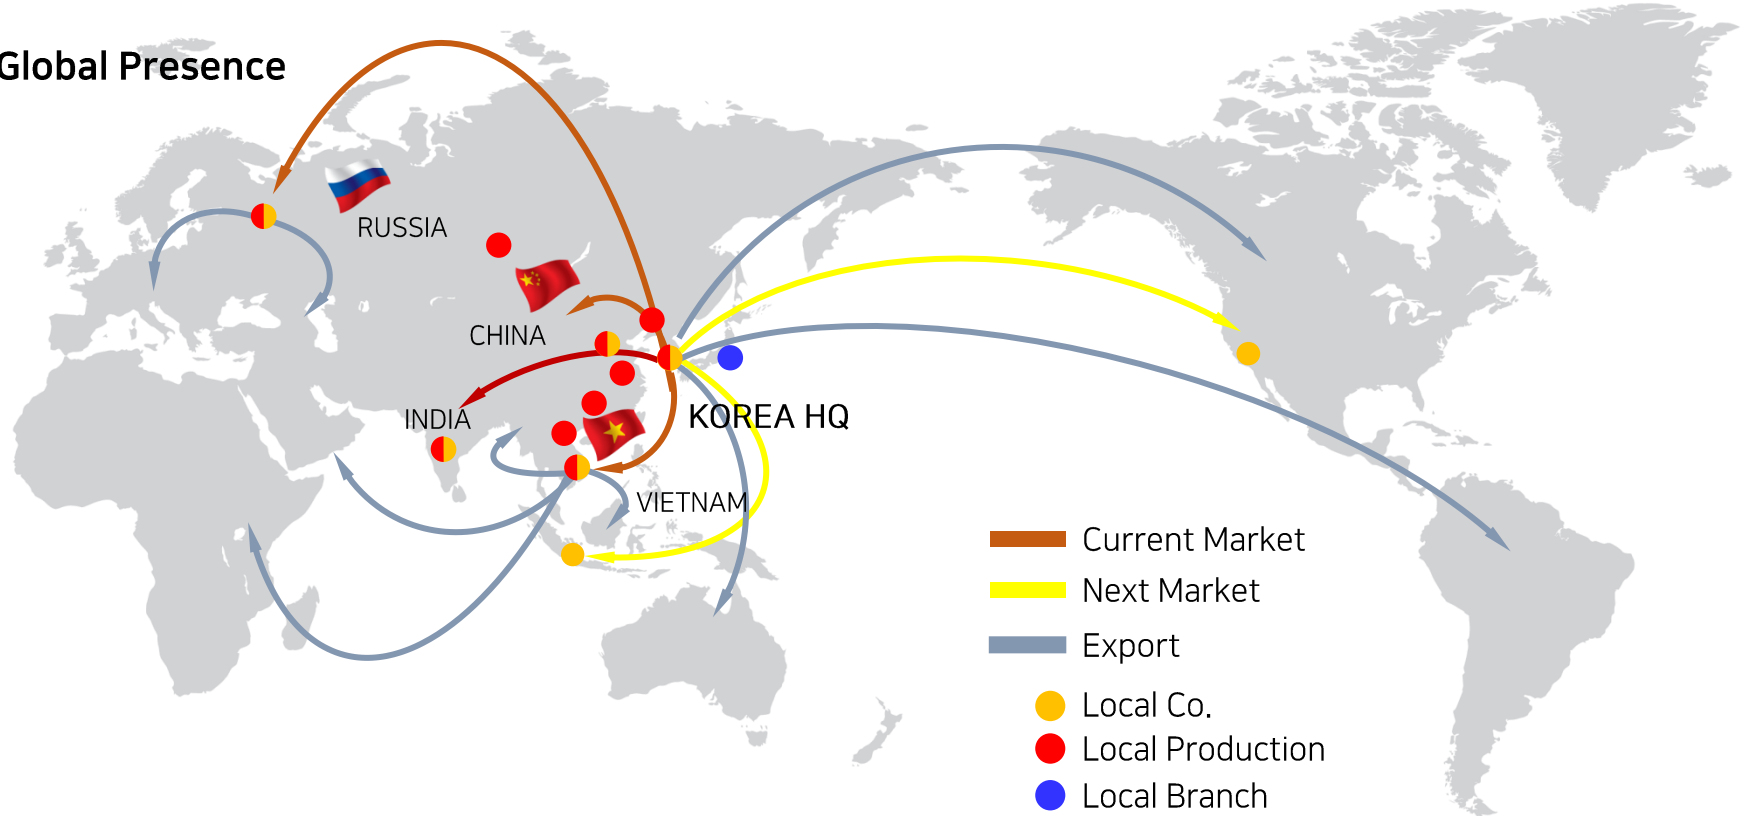 Global Presence
RUSSIA
CHINA
INDIA
KOREA HQ
VIETNAM
Current Market
Next Market
Export
Local Co.
Local Production
Local Branch